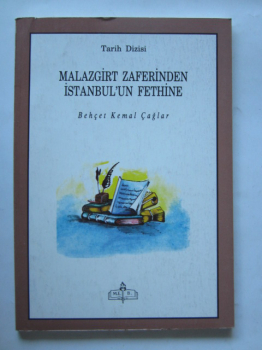 Tarih Dizisi
MALAZGİRT ZAFERİNDEN
İSTANBUL'UN FETHİNE
Behçet Kemal Çağlar